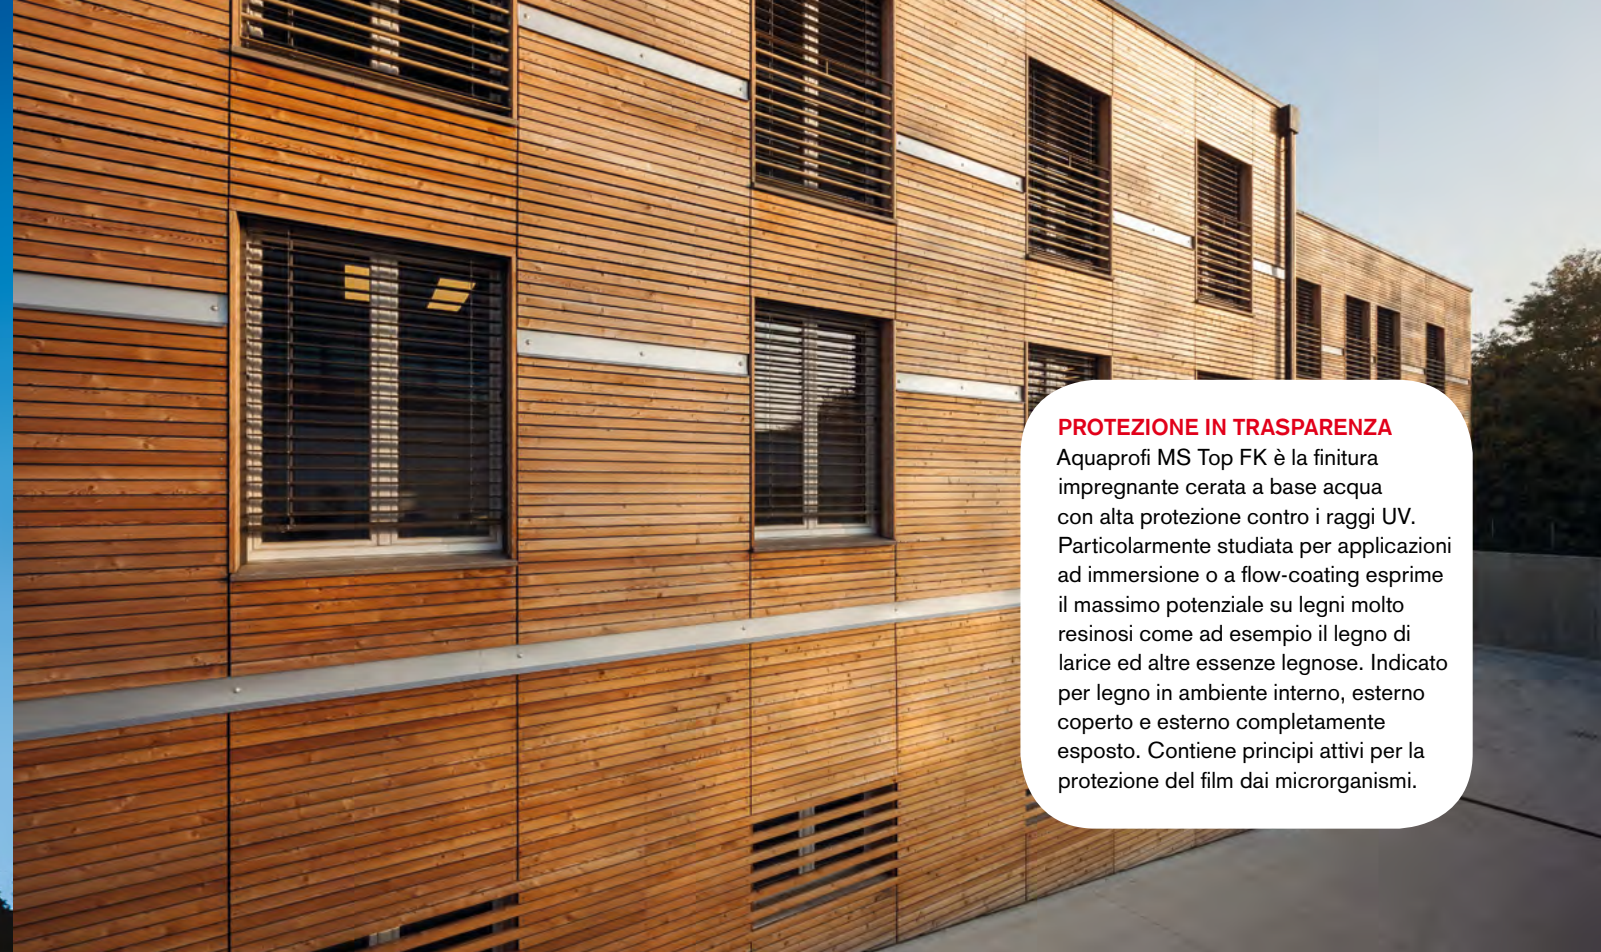 PROTEZIONE IN TRASPARENZA
Aquaprofi MS Top FK è la finitura
impregnante cerata a base acqua
con alta protezione contro i raggi UV.
Particolarmente studiata per applicazioni
ad immersione o a flow-coating esprime
il massimo potenziale su legni molto
resinosi come ad esempio il legno di
larice ed altre essenze legnose. Indicato
per legno in ambiente interno, esterno
coperto e esterno completamente
esposto. Contiene principi attivi per la
protezione del film dai microrganismi.